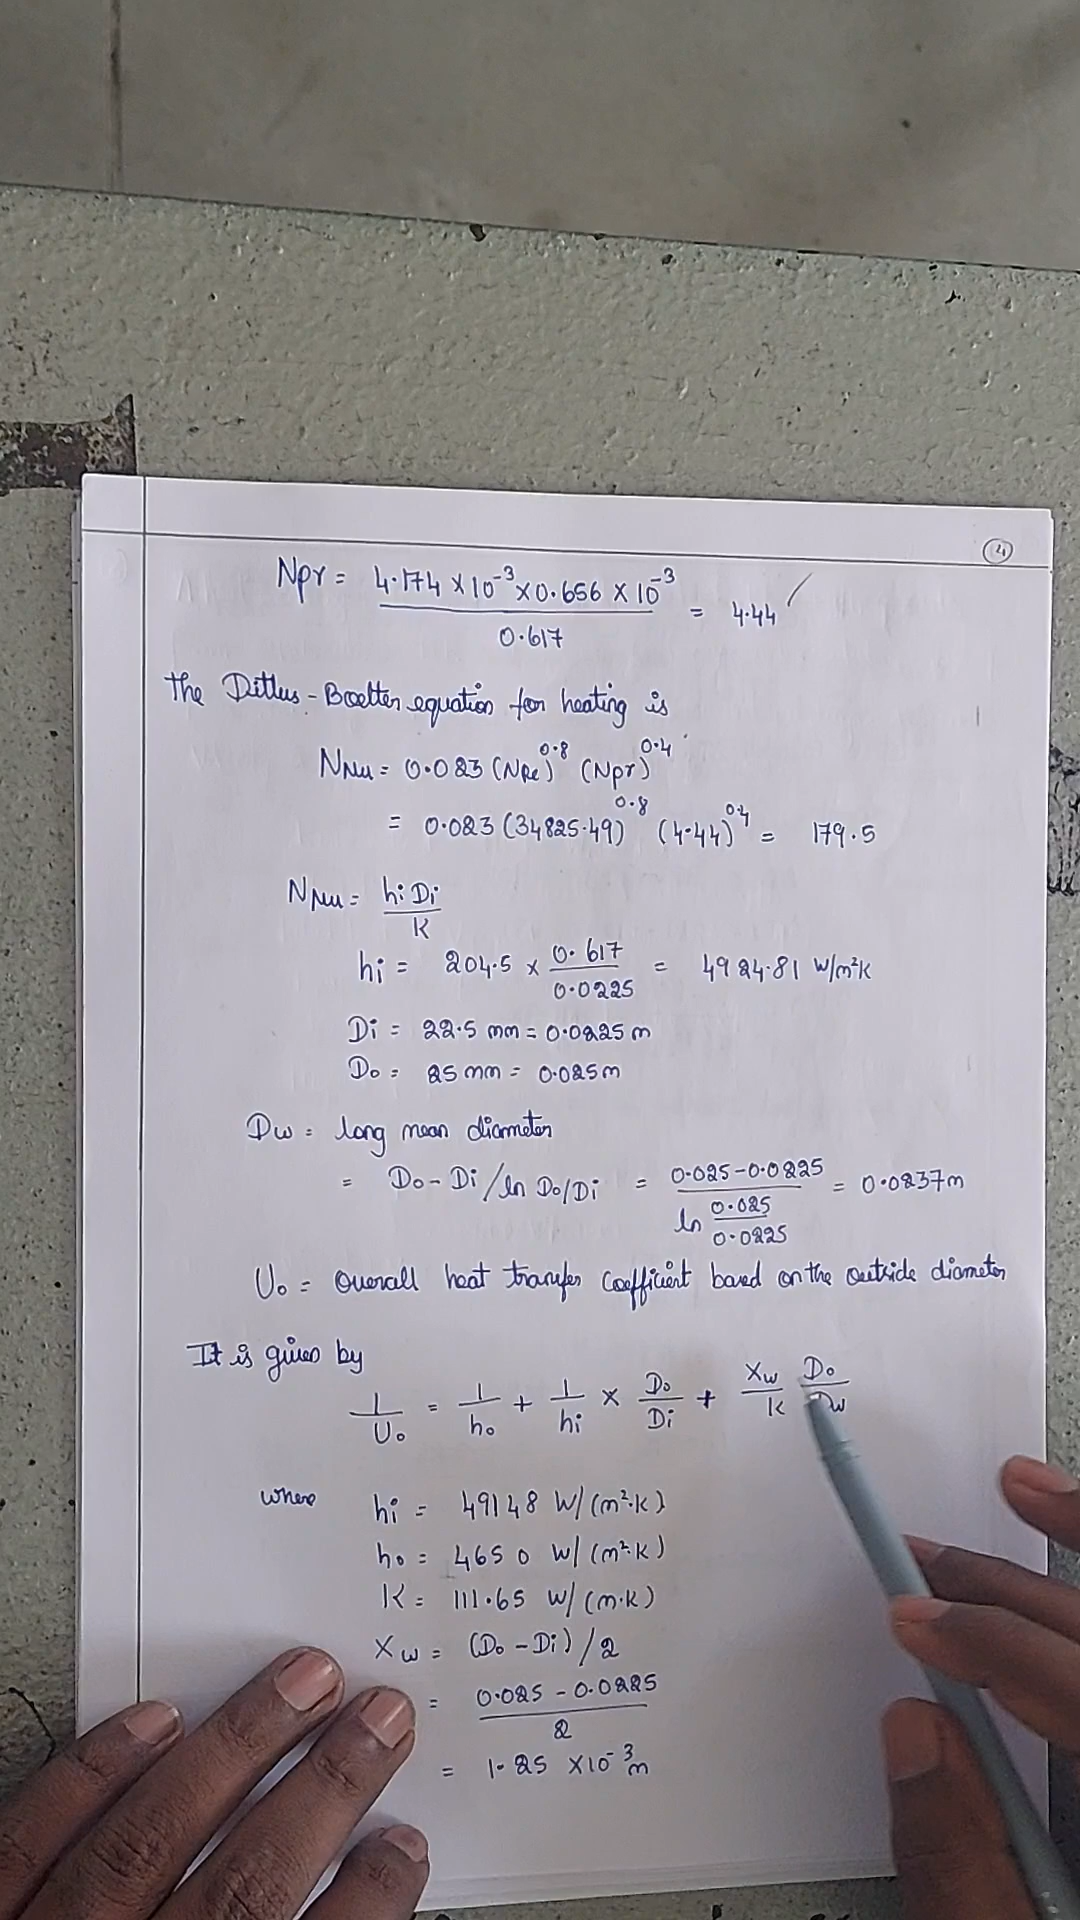 4
Npr = 4.174 × 10⁻³ × 0.656 × 10⁻³ / 0.617 = 4.44
The Dittus - Boelter equation for heating is
NNu = 0.023 (NRe)^0.8 (Npr)^0.4
= 0.023 (34825.49)^0.8 (4.44)^0.4 = 179.5
NNu = hi Di / K
hi = 204.5 × 0.617 / 0.0225 = 4924.81 W/m²K
Di = 22.5 mm = 0.0225 m
Do = 25 mm = 0.025 m
Dw = long mean diameter
= Do - Di / ln Do/Di = 0.025 - 0.0225 / ln 0.025 / 0.0225 = 0.0237 m
Uo = Overall heat transfer coefficient based on the outside diameter
It is given by
1/Uo = 1/ho + 1/hi × Do/Di + Xw/K Do/Dw
where hi = 49148 W/(m².K)
ho = 4650 W/(m².K)
K = 111.65 W/(m.K)
Xw = (Do - Di) / 2
= 0.025 - 0.0225 / 2
= 1.25 × 10⁻³ m